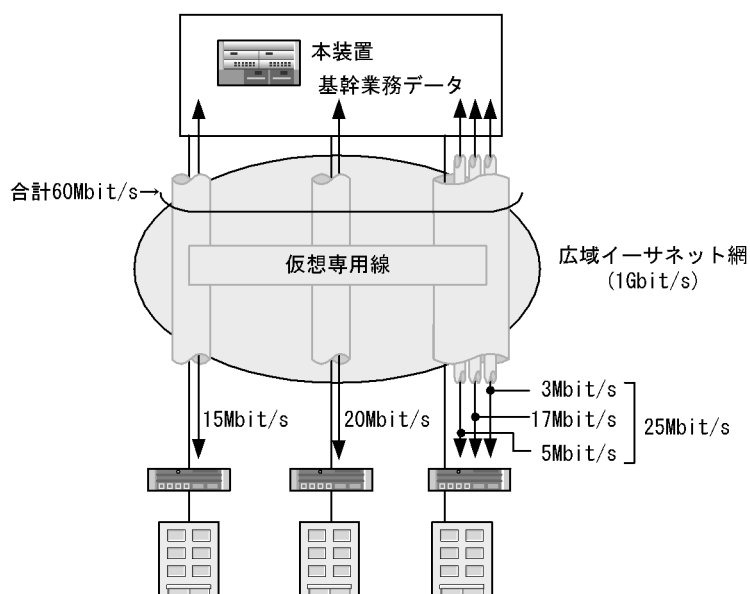 本装置
基幹業務データ
合計60Mbit/s→
仮想専用線
広域イーサネット網
(1Gbit/s)
15Mbit/s
20Mbit/s
3Mbit/s
17Mbit/s
5Mbit/s
25Mbit/s